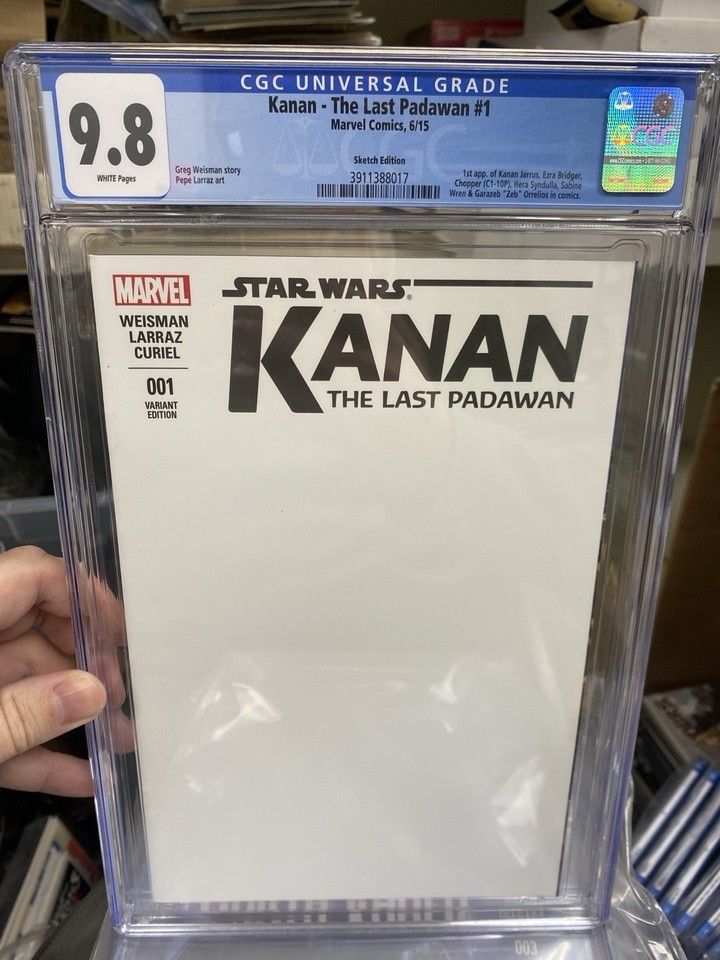 CGC UNIVERSAL GRADE
9.8
WHITE Pages
Kanan - The Last Padawan #1
Marvel Comics, 6/15
Sketch Edition
Greg Weisman story
Pepe Larraz art
3911388017
1st app. of Kanan Jarrus, Ezra Bridger,
Chopper (C1-10P), Hera Syndulla, Sabine
Wren & Garazeb "Zeb" Orrelios in comics.
CGC
MARVEL
WEISMAN
LARRAZ
CURIEL
001
VARIANT
EDITION
STAR WARS®
KANAN
THE LAST PADAWAN
003